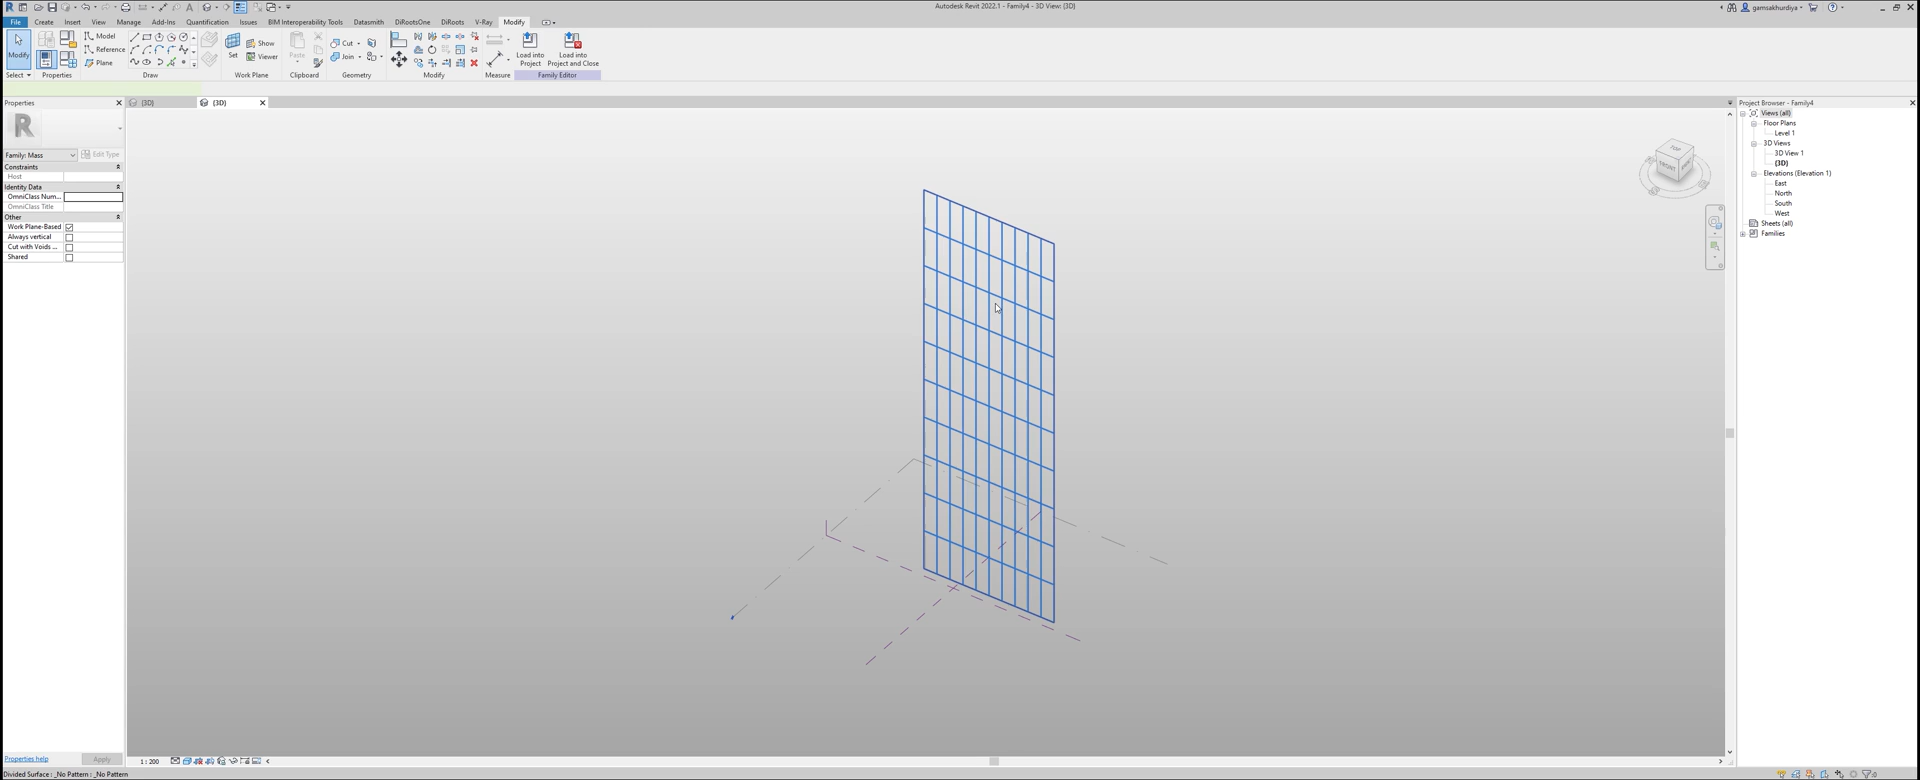 Autodesk Revit 2022.1 - Family4 - 3D View: {3D}
gamsakhurdiya
File Create Insert View Manage Add-Ins Quantification Issues BIM Interoperability Tools Datasmith DiRootsOne DiRoots V-Ray Modify
Modify
Model
Reference
Plane
Set
Show
Viewer
Paste
Cut
Join
Load into
Project
Load into
Project and Close
Select Properties Draw Work Plane Clipboard Geometry Modify Measure Family Editor
Properties
{3D}
{3D}
Project Browser - Family4
R
Family: Mass
Edit Type
Constraints
Host
Identity Data
OmniClass Num...
OmniClass Title
Other
Work Plane-Based
Always vertical
Cut with Voids ...
Shared
TOP
FRONT
Views (all)
Floor Plans
Level 1
3D Views
3D View 1
{3D}
Elevations (Elevation 1)
East
North
South
West
Sheets (all)
Families
Properties help
Apply
1 : 200
Divided Surface : _No Pattern : _No Pattern
:0